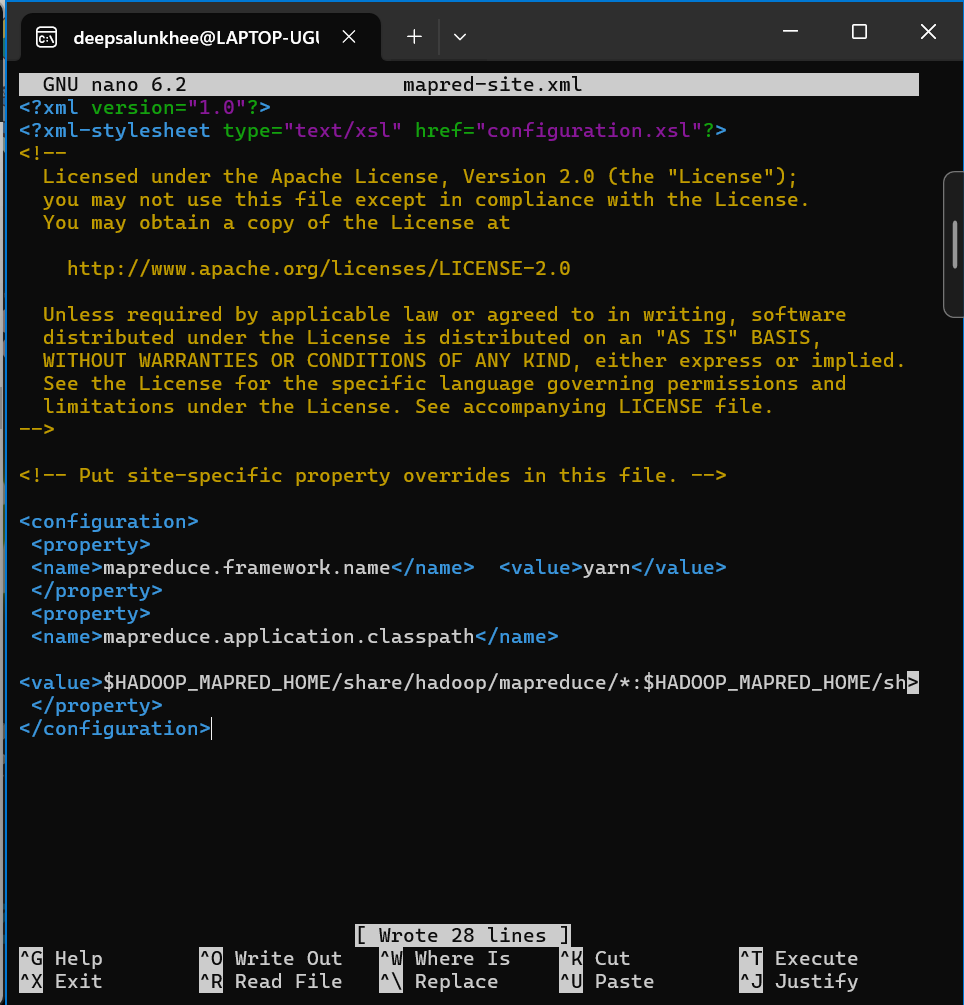 deepsalunkhee@LAPTOP-UGU
GNU nano 6.2 mapred-site.xml
<?xml version="1.0"?>
<?xml-stylesheet type="text/xsl" href="configuration.xsl"?>
<!--
  Licensed under the Apache License, Version 2.0 (the "License");
  you may not use this file except in compliance with the License.
  You may obtain a copy of the License at

    http://www.apache.org/licenses/LICENSE-2.0

  Unless required by applicable law or agreed to in writing, software
  distributed under the License is distributed on an "AS IS" BASIS,
  WITHOUT WARRANTIES OR CONDITIONS OF ANY KIND, either express or implied.
  See the License for the specific language governing permissions and
  limitations under the License. See accompanying LICENSE file.
-->

<!-- Put site-specific property overrides in this file. -->

<configuration>
 <property>
 <name>mapreduce.framework.name</name>  <value>yarn</value>
 </property>
 <property>
 <name>mapreduce.application.classpath</name>

<value>$HADOOP_MAPRED_HOME/share/hadoop/mapreduce/*:$HADOOP_MAPRED_HOME/sh>
 </property>
</configuration>
[ Wrote 28 lines ]
^G Help ^O Write Out ^W Where Is ^K Cut ^T Execute
^X Exit ^R Read File ^\ Replace ^U Paste ^J Justify